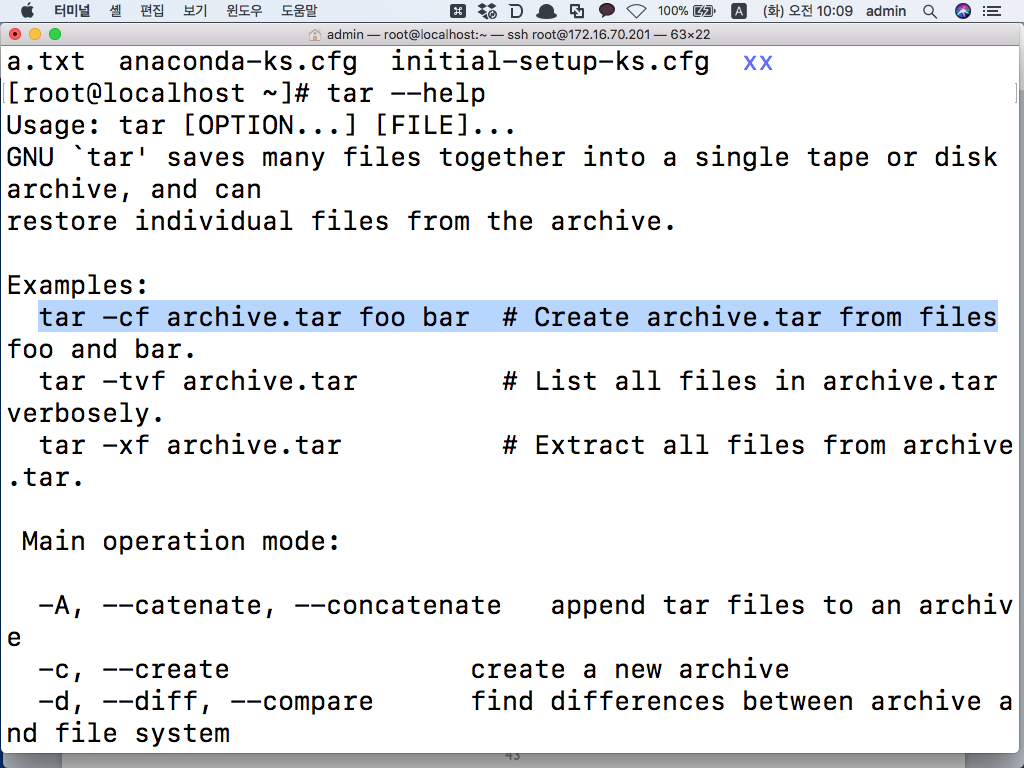 터미널 셸 편집 보기 윈도우 도움말 100% A (화) 오전 10:09 admin
admin — root@localhost:~ — ssh root@172.16.70.201 — 63×22
a.txt  anaconda-ks.cfg  initial-setup-ks.cfg  xx
[root@localhost ~]# tar --help
Usage: tar [OPTION...] [FILE]...
GNU `tar' saves many files together into a single tape or disk
archive, and can
restore individual files from the archive.
Examples:
  tar -cf archive.tar foo bar  # Create archive.tar from files
foo and bar.
  tar -tvf archive.tar         # List all files in archive.tar
verbosely.
  tar -xf archive.tar          # Extract all files from archive
.tar.
 Main operation mode:
  -A, --catenate, --concatenate   append tar files to an archiv
e
  -c, --create               create a new archive
  -d, --diff, --compare      find differences between archive a
nd file system
43